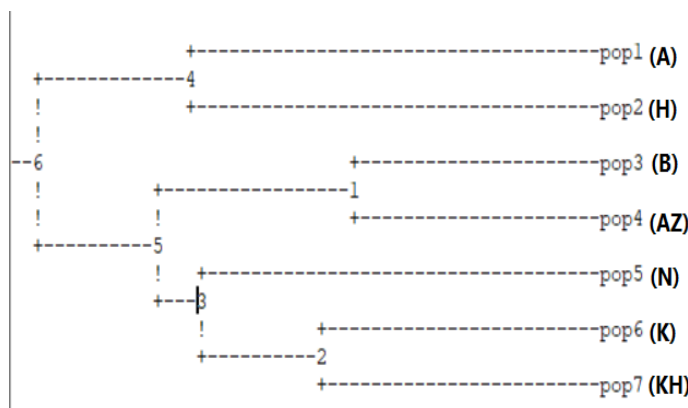 +--------------------------------------pop1 (A)
+--------------4
! +--------------------------------------pop2 (H)
!
--6 +-----------------------pop3 (B)
! +------------------1
! ! +-----------------------pop4 (AZ)
+-----------5
! +-------------------------------------pop5 (N)
+---3
! +--------------------------pop6 (K)
+-----------2
+--------------------------pop7 (KH)